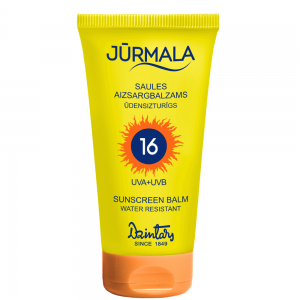 JŪRMALA
SAULES
AIZSARGBALZAMS
ŪDENSIZTURĪGS
16
UVA+UVB
SUNSCREEN BALM
WATER RESISTANT
Dzintars
SINCE 1849